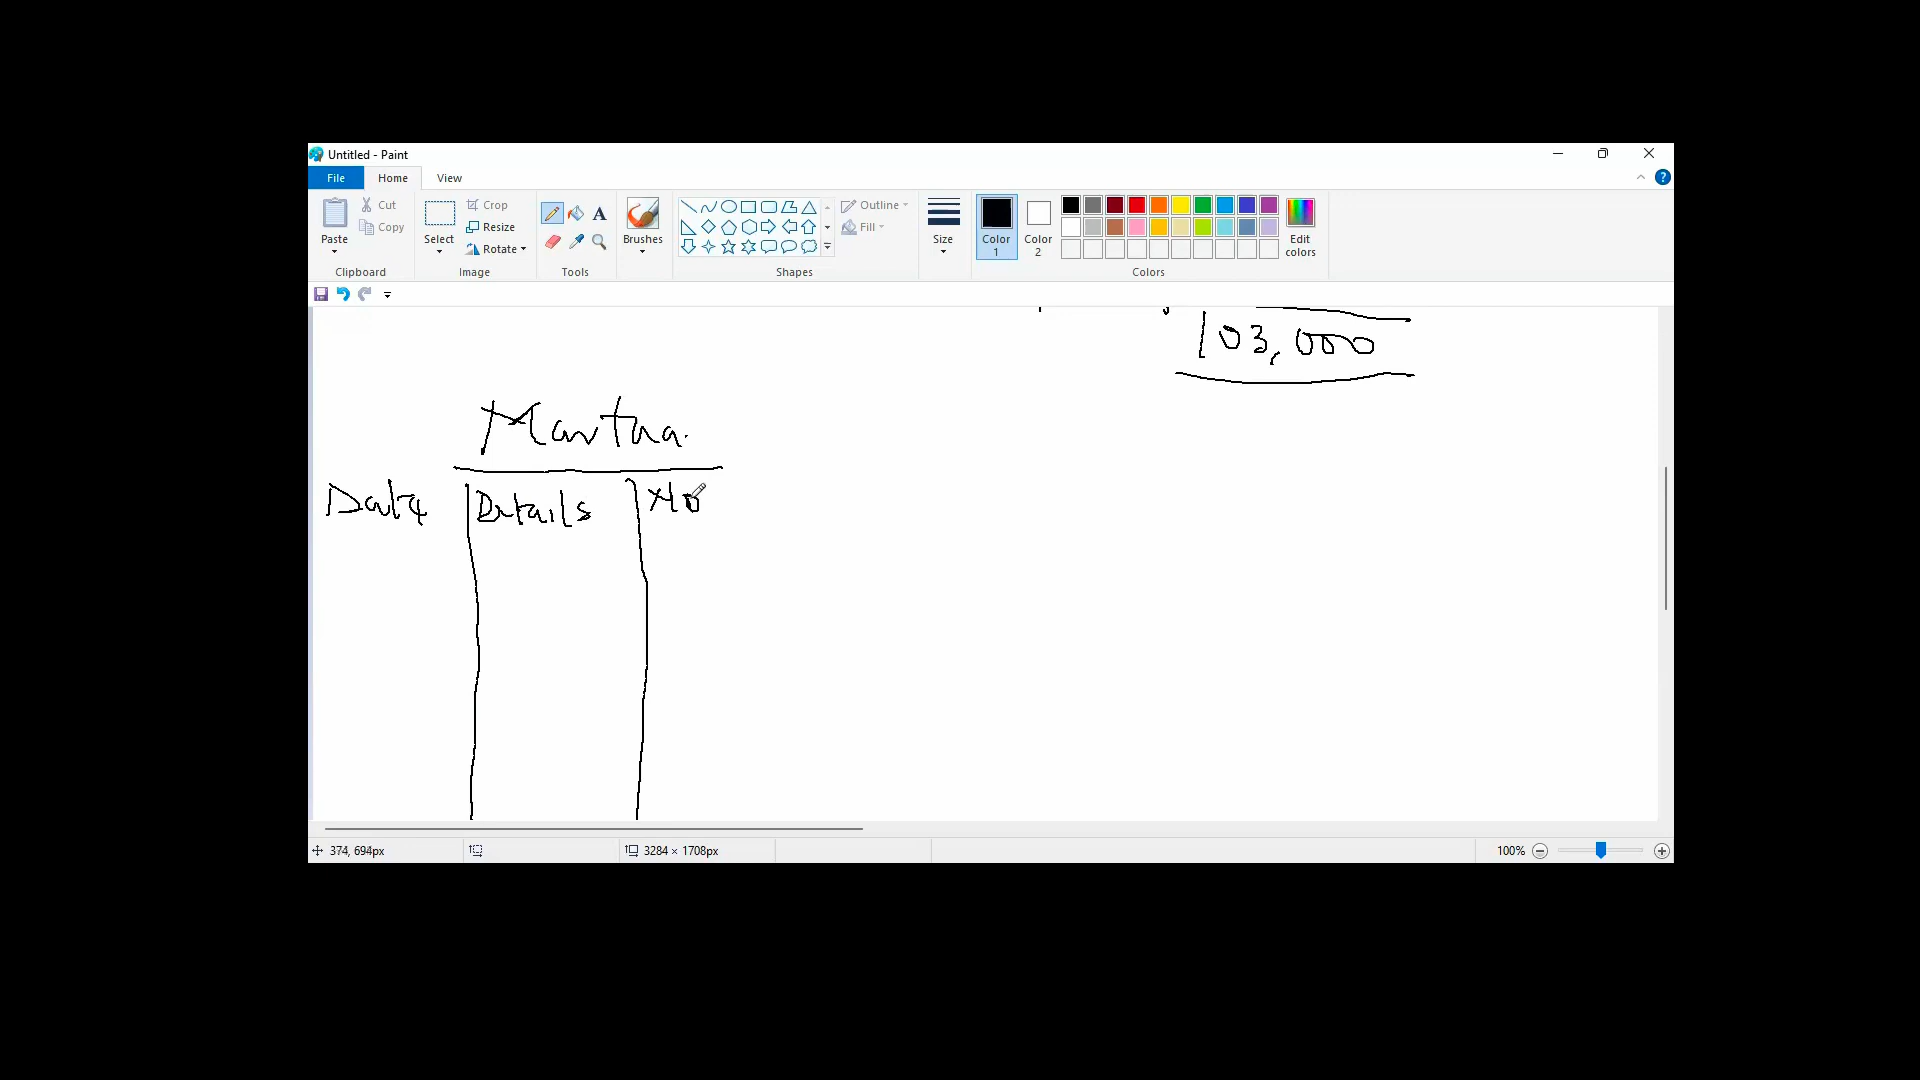 Untitled - Paint
File Home View
Paste Cut Copy Clipboard
Select Crop Resize Rotate Image
Tools
Brushes
Outline Fill Shapes
Size
Color 1 Color 2 Edit colors Colors
103,000
Date Details No
374, 694px 3284 × 1708px 100%